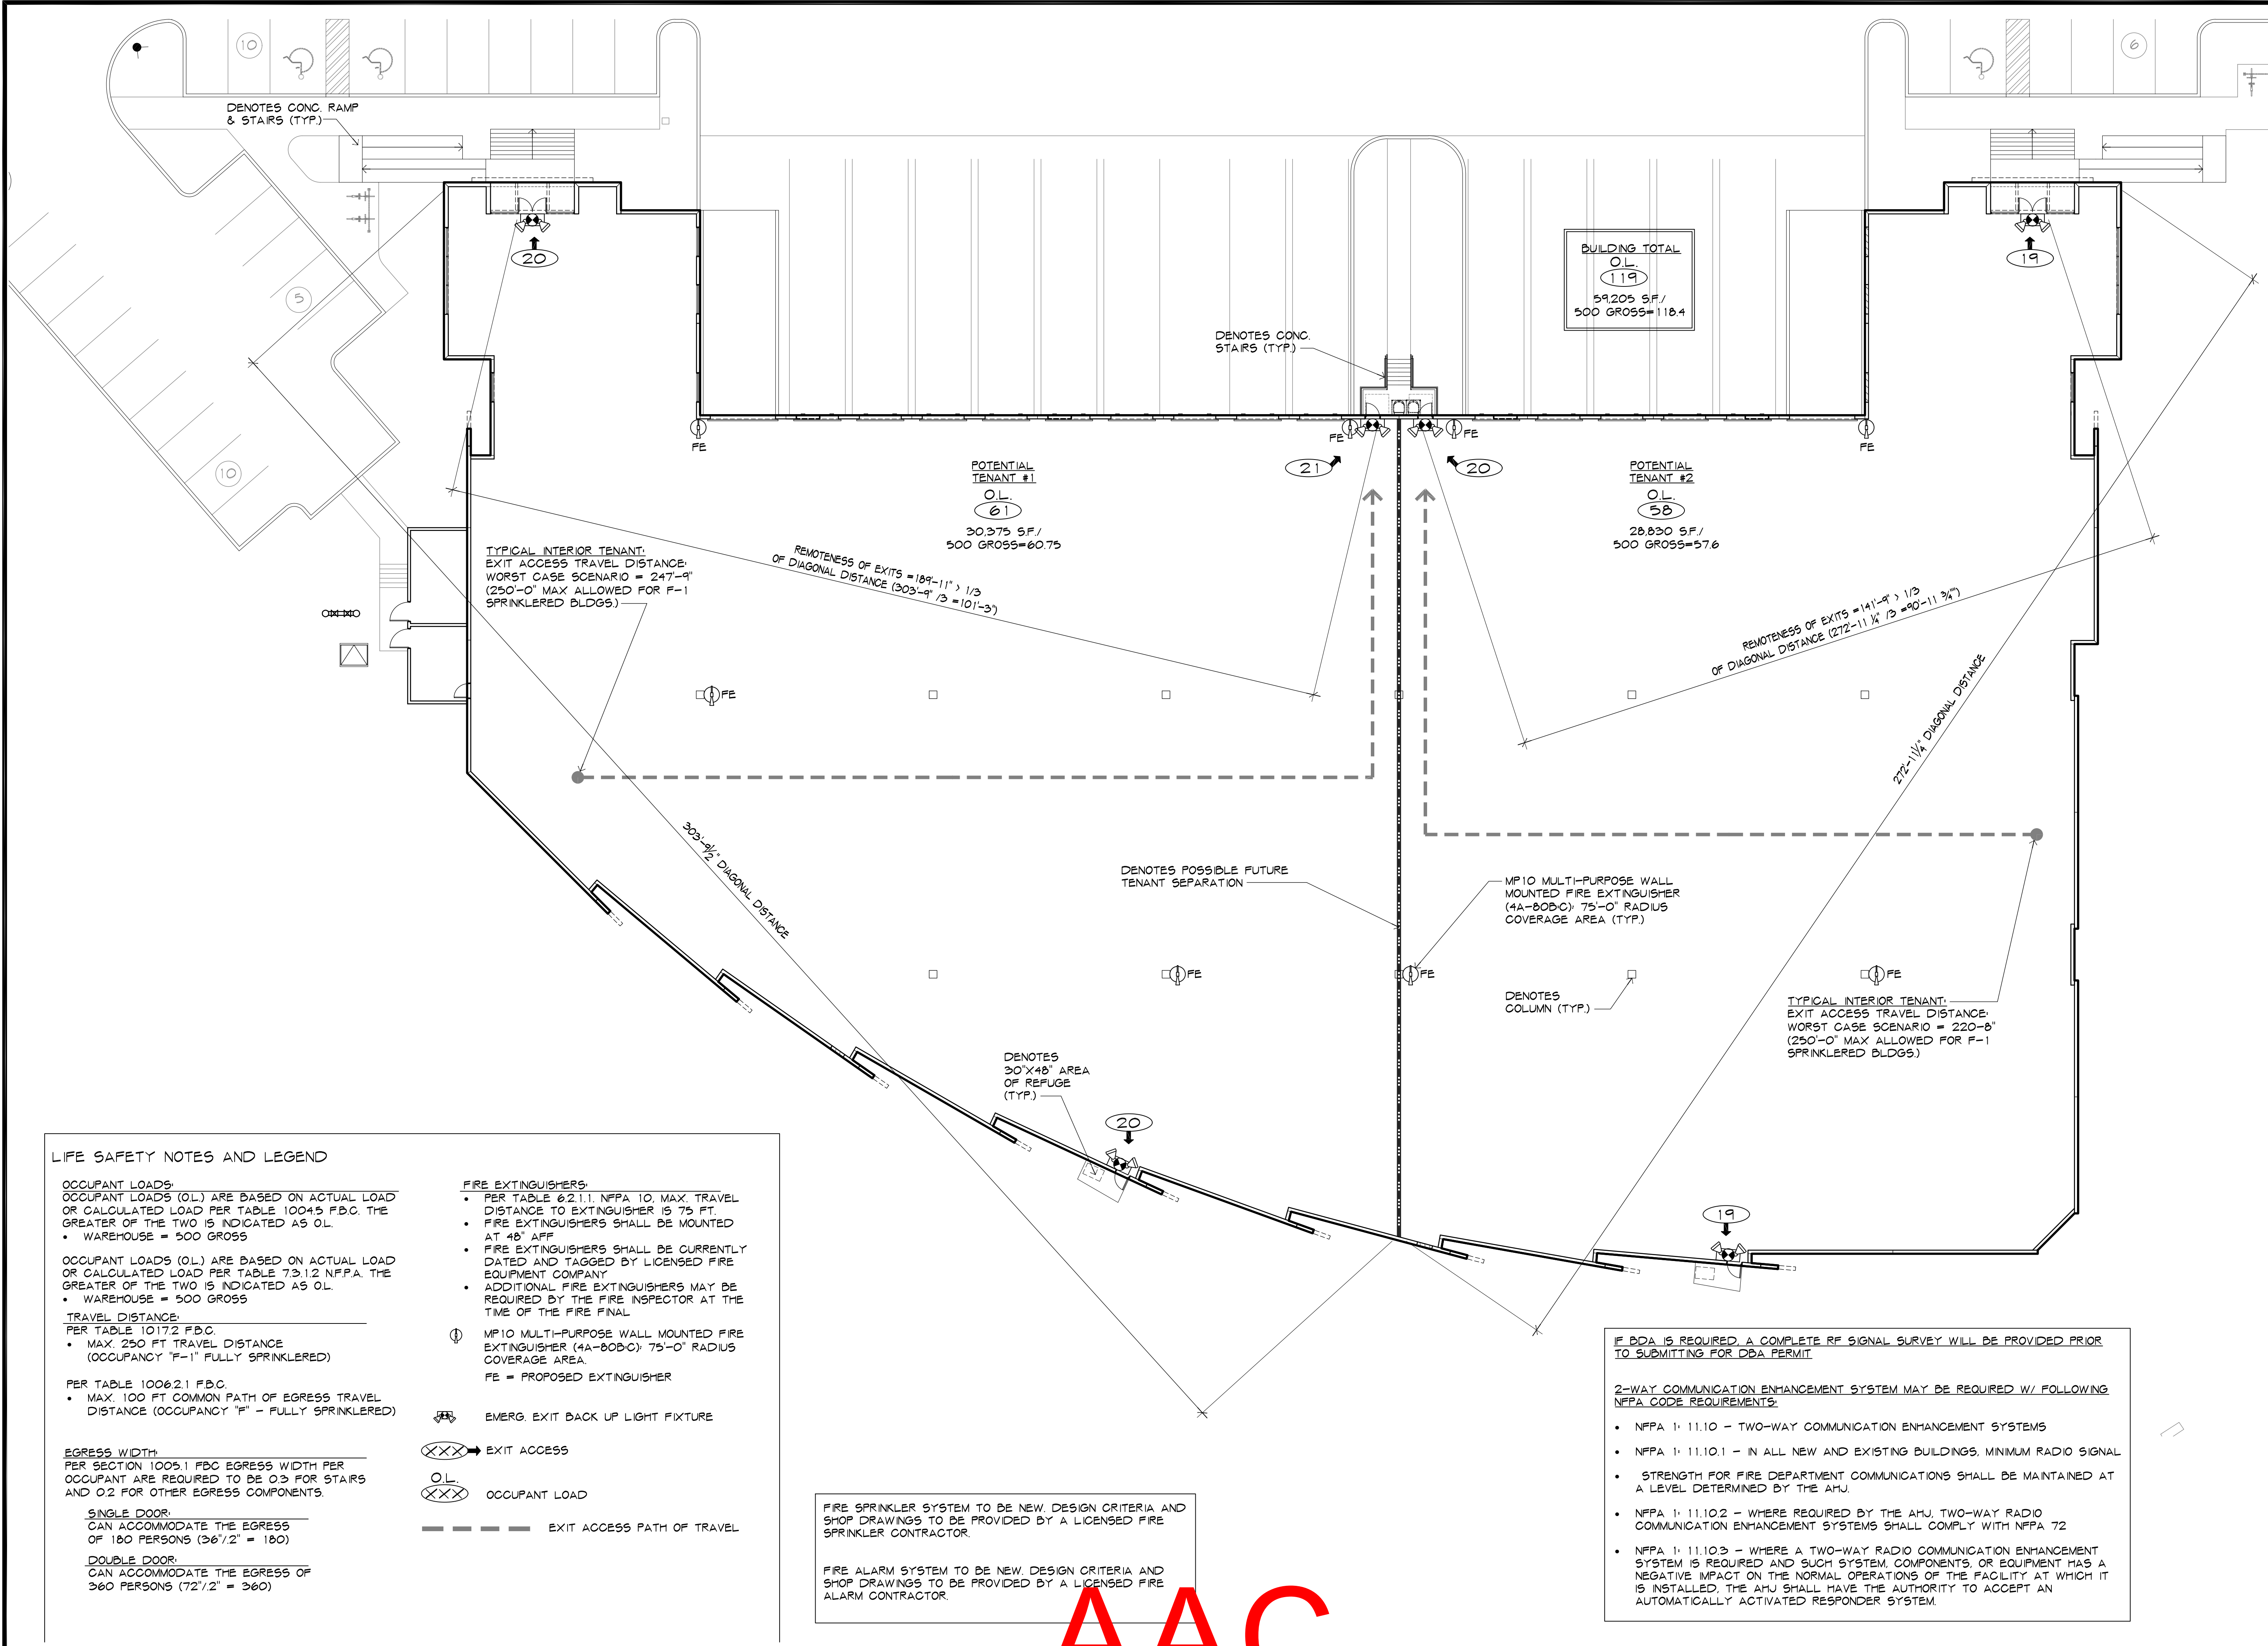 10
6
DENOTES CONC. RAMP
& STAIRS (TYP.)
20
19
BUILDING TOTAL
O.L.
119
59,205 S.F./
500 GROSS=118.4
5
DENOTES CONC.
STAIRS (TYP.)
10
FE
FE
FE
FE
21
20
POTENTIAL
TENANT #1
O.L.
61
30,375 S.F./
500 GROSS=60.75
POTENTIAL
TENANT #2
O.L.
58
28,830 S.F./
500 GROSS=57.6
TYPICAL INTERIOR TENANT:
EXIT ACCESS TRAVEL DISTANCE:
WORST CASE SCENARIO = 247'-9"
(250'-0" MAX ALLOWED FOR F-1
SPRINKLERED BLDGS.)
REMOTENESS OF EXITS =189'-11" > 1/3
OF DIAGONAL DISTANCE (303'-9" /3 =101'-3")
REMOTENESS OF EXITS =141'-9" > 1/3
OF DIAGONAL DISTANCE (272'-11 ¼" /3 =90'-11 ¾")
FE
272'-11¼" DIAGONAL DISTANCE
303'-9½" DIAGONAL DISTANCE
DENOTES POSSIBLE FUTURE
TENANT SEPARATION
MP10 MULTI-PURPOSE WALL
MOUNTED FIRE EXTINGUISHER
(4A-80B:C): 75'-0" RADIUS
COVERAGE AREA (TYP.)
FE
FE
FE
DENOTES
COLUMN (TYP.)
TYPICAL INTERIOR TENANT:
EXIT ACCESS TRAVEL DISTANCE:
WORST CASE SCENARIO = 220-8"
(250'-0" MAX ALLOWED FOR F-1
SPRINKLERED BLDGS.)
DENOTES
30"X48" AREA
OF REFUGE
(TYP.)
20
19
LIFE SAFETY NOTES AND LEGEND
OCCUPANT LOADS:
OCCUPANT LOADS (O.L.) ARE BASED ON ACTUAL LOAD
OR CALCULATED LOAD PER TABLE 1004.5 F.B.C. THE
GREATER OF THE TWO IS INDICATED AS O.L.
• WAREHOUSE = 500 GROSS
OCCUPANT LOADS (O.L.) ARE BASED ON ACTUAL LOAD
OR CALCULATED LOAD PER TABLE 7.3.1.2 N.F.P.A. THE
GREATER OF THE TWO IS INDICATED AS O.L.
• WAREHOUSE = 500 GROSS
TRAVEL DISTANCE:
PER TABLE 1017.2 F.B.C.
• MAX. 250 FT TRAVEL DISTANCE
(OCCUPANCY "F-1" FULLY SPRINKLERED)
PER TABLE 1006.2.1 F.B.C.
• MAX. 100 FT COMMON PATH OF EGRESS TRAVEL
DISTANCE (OCCUPANCY "F" - FULLY SPRINKLERED)
EGRESS WIDTH:
PER SECTION 1005.1 FBC EGRESS WIDTH PER
OCCUPANT ARE REQUIRED TO BE 0.3 FOR STAIRS
AND 0.2 FOR OTHER EGRESS COMPONENTS.
SINGLE DOOR:
CAN ACCOMMODATE THE EGRESS
OF 180 PERSONS (36"/.2" = 180)
DOUBLE DOOR:
CAN ACCOMMODATE THE EGRESS OF
360 PERSONS (72"/.2" = 360)
FIRE EXTINGUISHERS:
• PER TABLE 6.2.1.1. NFPA 10, MAX. TRAVEL
DISTANCE TO EXTINGUISHER IS 75 FT.
• FIRE EXTINGUISHERS SHALL BE MOUNTED
AT 48" AFF
• FIRE EXTINGUISHERS SHALL BE CURRENTLY
DATED AND TAGGED BY LICENSED FIRE
EQUIPMENT COMPANY
• ADDITIONAL FIRE EXTINGUISHERS MAY BE
REQUIRED BY THE FIRE INSPECTOR AT THE
TIME OF THE FIRE FINAL
MP10 MULTI-PURPOSE WALL MOUNTED FIRE
EXTINGUISHER (4A-80B:C): 75'-0" RADIUS
COVERAGE AREA.
FE = PROPOSED EXTINGUISHER
EMERG. EXIT BACK UP LIGHT FIXTURE
XXX EXIT ACCESS
O.L.
XXX OCCUPANT LOAD
EXIT ACCESS PATH OF TRAVEL
FIRE SPRINKLER SYSTEM TO BE NEW. DESIGN CRITERIA AND
SHOP DRAWINGS TO BE PROVIDED BY A LICENSED FIRE
SPRINKLER CONTRACTOR.
FIRE ALARM SYSTEM TO BE NEW. DESIGN CRITERIA AND
SHOP DRAWINGS TO BE PROVIDED BY A LICENSED FIRE
ALARM CONTRACTOR.
AAC
IF BDA IS REQUIRED, A COMPLETE RF SIGNAL SURVEY WILL BE PROVIDED PRIOR
TO SUBMITTING FOR DBA PERMIT
2-WAY COMMUNICATION ENHANCEMENT SYSTEM MAY BE REQUIRED W/ FOLLOWING
NFPA CODE REQUIREMENTS:
• NFPA 1: 11.10 - TWO-WAY COMMUNICATION ENHANCEMENT SYSTEMS
• NFPA 1: 11.10.1 - IN ALL NEW AND EXISTING BUILDINGS, MINIMUM RADIO SIGNAL
• STRENGTH FOR FIRE DEPARTMENT COMMUNICATIONS SHALL BE MAINTAINED AT
A LEVEL DETERMINED BY THE AHJ.
• NFPA 1: 11.10.2 - WHERE REQUIRED BY THE AHJ, TWO-WAY RADIO
COMMUNICATION ENHANCEMENT SYSTEMS SHALL COMPLY WITH NFPA 72
• NFPA 1: 11.10.3 - WHERE A TWO-WAY RADIO COMMUNICATION ENHANCEMENT
SYSTEM IS REQUIRED AND SUCH SYSTEM, COMPONENTS, OR EQUIPMENT HAS A
NEGATIVE IMPACT ON THE NORMAL OPERATIONS OF THE FACILITY AT WHICH IT
IS INSTALLED, THE AHJ SHALL HAVE THE AUTHORITY TO ACCEPT AN
AUTOMATICALLY ACTIVATED RESPONDER SYSTEM.